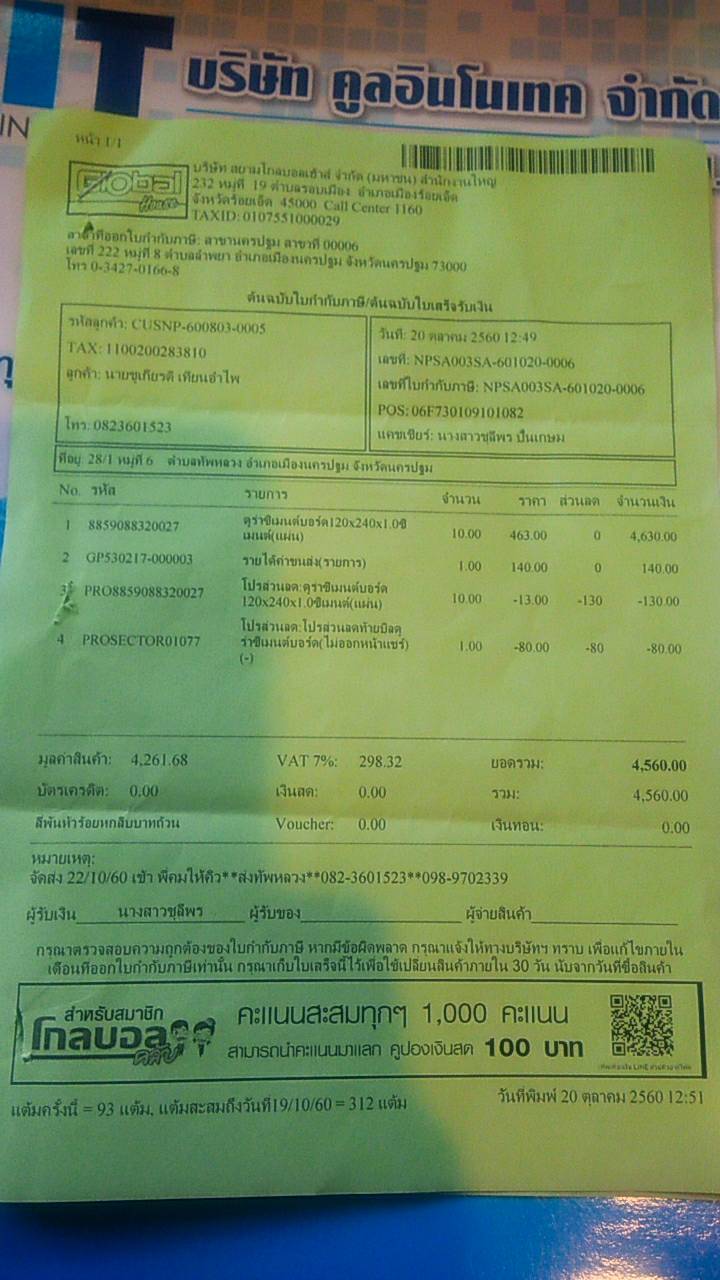 IT
บริษัท คูลอินโนเทค จำกัด
IN
หน้า 1/1
Global House
บริษัท สยามโกลบอลเฮ้าส์ จำกัด (มหาชน) สำนักงานใหญ่
232 หมู่ที่ 19 ตำบลรอบเมือง อำเภอเมืองร้อยเอ็ด
จังหวัดร้อยเอ็ด 45000 Call Center 1160
TAXID: 0107551000029
สาขาที่ออกใบกำกับภาษี: สาขานครปฐม สาขาที่ 00006
เลขที่ 222 หมู่ที่ 8 ตำบลลำพยา อำเภอเมืองนครปฐม จังหวัดนครปฐม 73000
โทร 0-3427-0166-8
ต้นฉบับใบกำกับภาษี/ต้นฉบับใบเสร็จรับเงิน
รหัสลูกค้า: CUSNP-600803-0005
TAX: 1100200283810
ลูกค้า: นายชูเกียรติ เทียนอำไพ
โทร: 0823601523
วันที่: 20 ตุลาคม 2560 12:49
เลขที่: NPSA003SA-601020-0006
เลขที่ใบกำกับภาษี: NPSA003SA-601020-0006
POS: 06F730109101082
แคชเชียร์: นางสาวชุลีพร ปิ่นเกษม
ที่อยู่: 28/1 หมู่ที่ 6 ตำบลทัพหลวง อำเภอเมืองนครปฐม จังหวัดนครปฐม
No. รหัส รายการ จำนวน ราคา ส่วนลด จำนวนเงิน
1 8859088320027 ดูร่าซีเมนต์บอร์ด120x240x1.0ซิ 10.00 463.00 0 4,630.00
เมนต์(แผ่น)
2 GP530217-000003 รายได้ค่าขนส่ง(รายการ) 1.00 140.00 0 140.00
3 PRO8859088320027 โปรส่วนลด:ดูร่าซีเมนต์บอร์ด 10.00 -13.00 -130 -130.00
120x240x1.0ซิเมนต์(แผ่น)
4 PROSECTOR01077 โปรส่วนลด:โปรส่วนลดท้ายบิลดู 1.00 -80.00 -80 -80.00
ร่าซีเมนต์บอร์ด(ไม่ออกหน้าแชร์)
(-)
มูลค่าสินค้า: 4,261.68 VAT 7%: 298.32 ยอดรวม: 4,560.00
บัตรเครดิต: 0.00 เงินสด: 0.00 รวม: 4,560.00
สี่พันห้าร้อยหกสิบบาทถ้วน Voucher: 0.00 เงินทอน: 0.00
หมายเหตุ:
จัดส่ง 22/10/60 เช้า พี่คมให้คิว**ส่งทัพหลวง**082-3601523**098-9702339
ผู้รับเงิน นางสาวชุลีพร ผู้รับของ ผู้จ่ายสินค้า
กรุณาตรวจสอบความถูกต้องของใบกำกับภาษี หากมีข้อผิดพลาด กรุณาแจ้งให้ทางบริษัทฯ ทราบ เพื่อแก้ไขภายใน
เดือนที่ออกใบกำกับภาษีเท่านั้น กรุณาเก็บใบเสร็จนี้ไว้เพื่อใช้เปลี่ยนสินค้าภายใน 30 วัน นับจากวันที่ซื้อสินค้า
สำหรับสมาชิก
โกลบอล คลับ
คะแนนสะสมทุกๆ 1,000 คะแนน
สามารถนำคะแนนมาแลก คูปองเงินสด 100 บาท
แต้มครั้งนี้ = 93 แต้ม, แต้มสะสมถึงวันที่19/10/60 = 312 แต้ม
วันที่พิมพ์ 20 ตุลาคม 2560 12:51